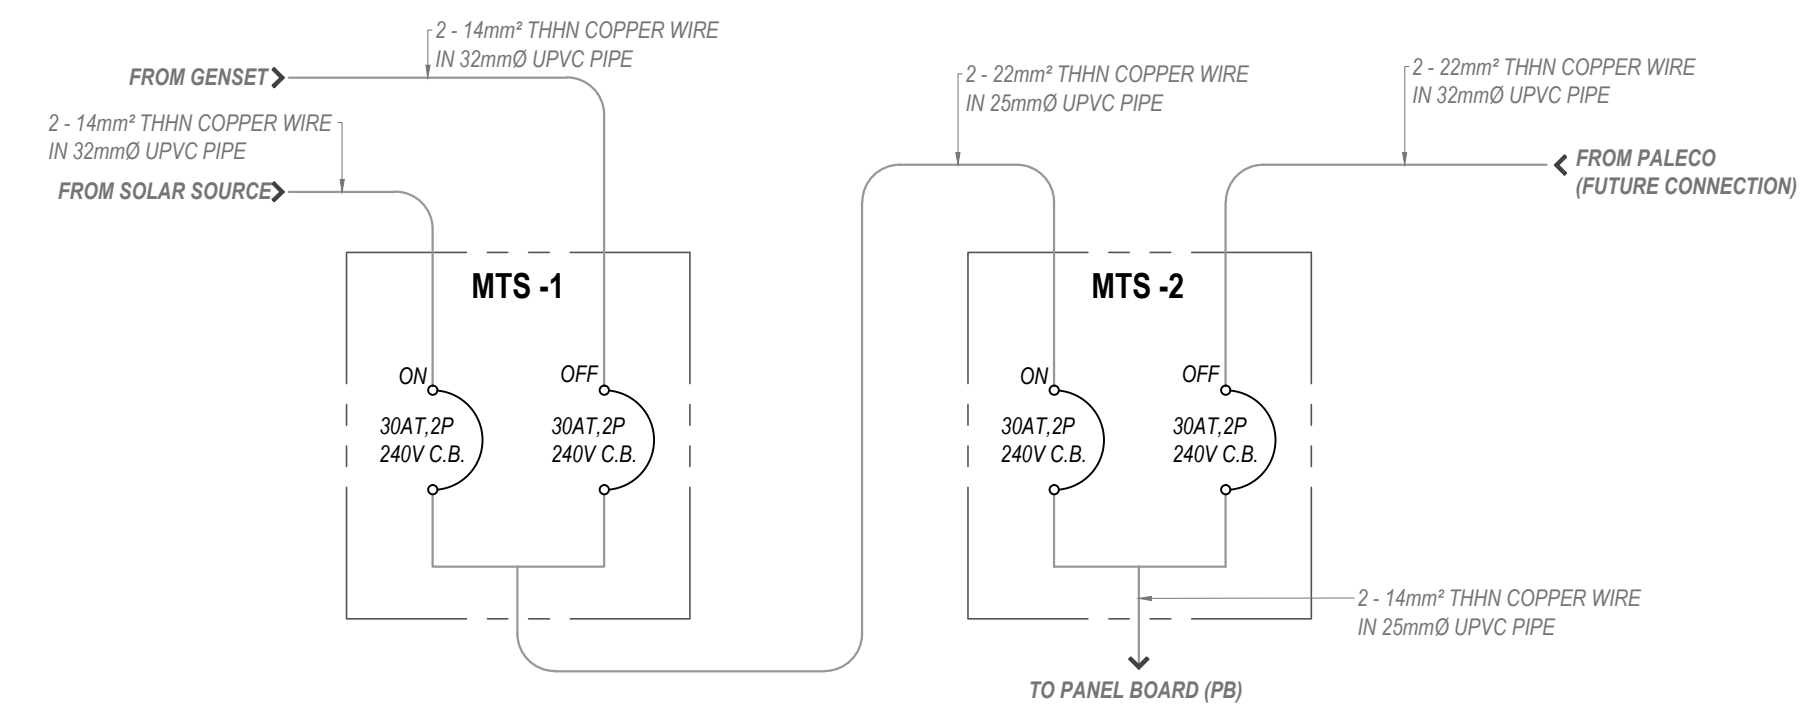 2 - 14mm² THHN COPPER WIRE
IN 32mmØ UPVC PIPE
FROM GENSET
2 - 14mm² THHN COPPER WIRE
IN 32mmØ UPVC PIPE
FROM SOLAR SOURCE
2 - 22mm² THHN COPPER WIRE
IN 25mmØ UPVC PIPE
2 - 22mm² THHN COPPER WIRE
IN 32mmØ UPVC PIPE
FROM PALECO
(FUTURE CONNECTION)
MTS -1
ON
30AT,2P
240V C.B.
OFF
30AT,2P
240V C.B.
MTS -2
ON
30AT,2P
240V C.B.
OFF
30AT,2P
240V C.B.
2 - 14mm² THHN COPPER WIRE
IN 25mmØ UPVC PIPE
TO PANEL BOARD (PB)